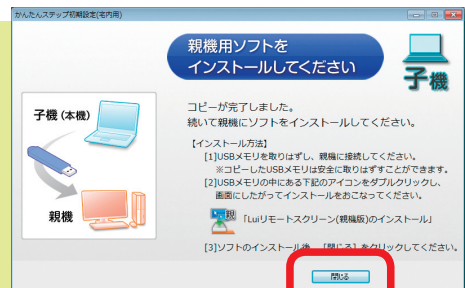 かんたんステップ初期設定(宅内用)
親機用ソフトを
インストールしてください
子機
コピーが完了しました。
続いて親機にソフトをインストールしてください。
子機 (本機)
親機
【インストール方法】
[1]USBメモリを取りはずし、親機に接続してください。
※コピーしたUSBメモリは安全に取りはずすことができます。
[2]USBメモリの中にある下記のアイコンをダブルクリックし、
画面にしたがってインストールをおこなってください。
親
「Luiリモートスクリーン(親機版)のインストール」
[3]ソフトのインストール後、[閉じる]をクリックしてください。
閉じる